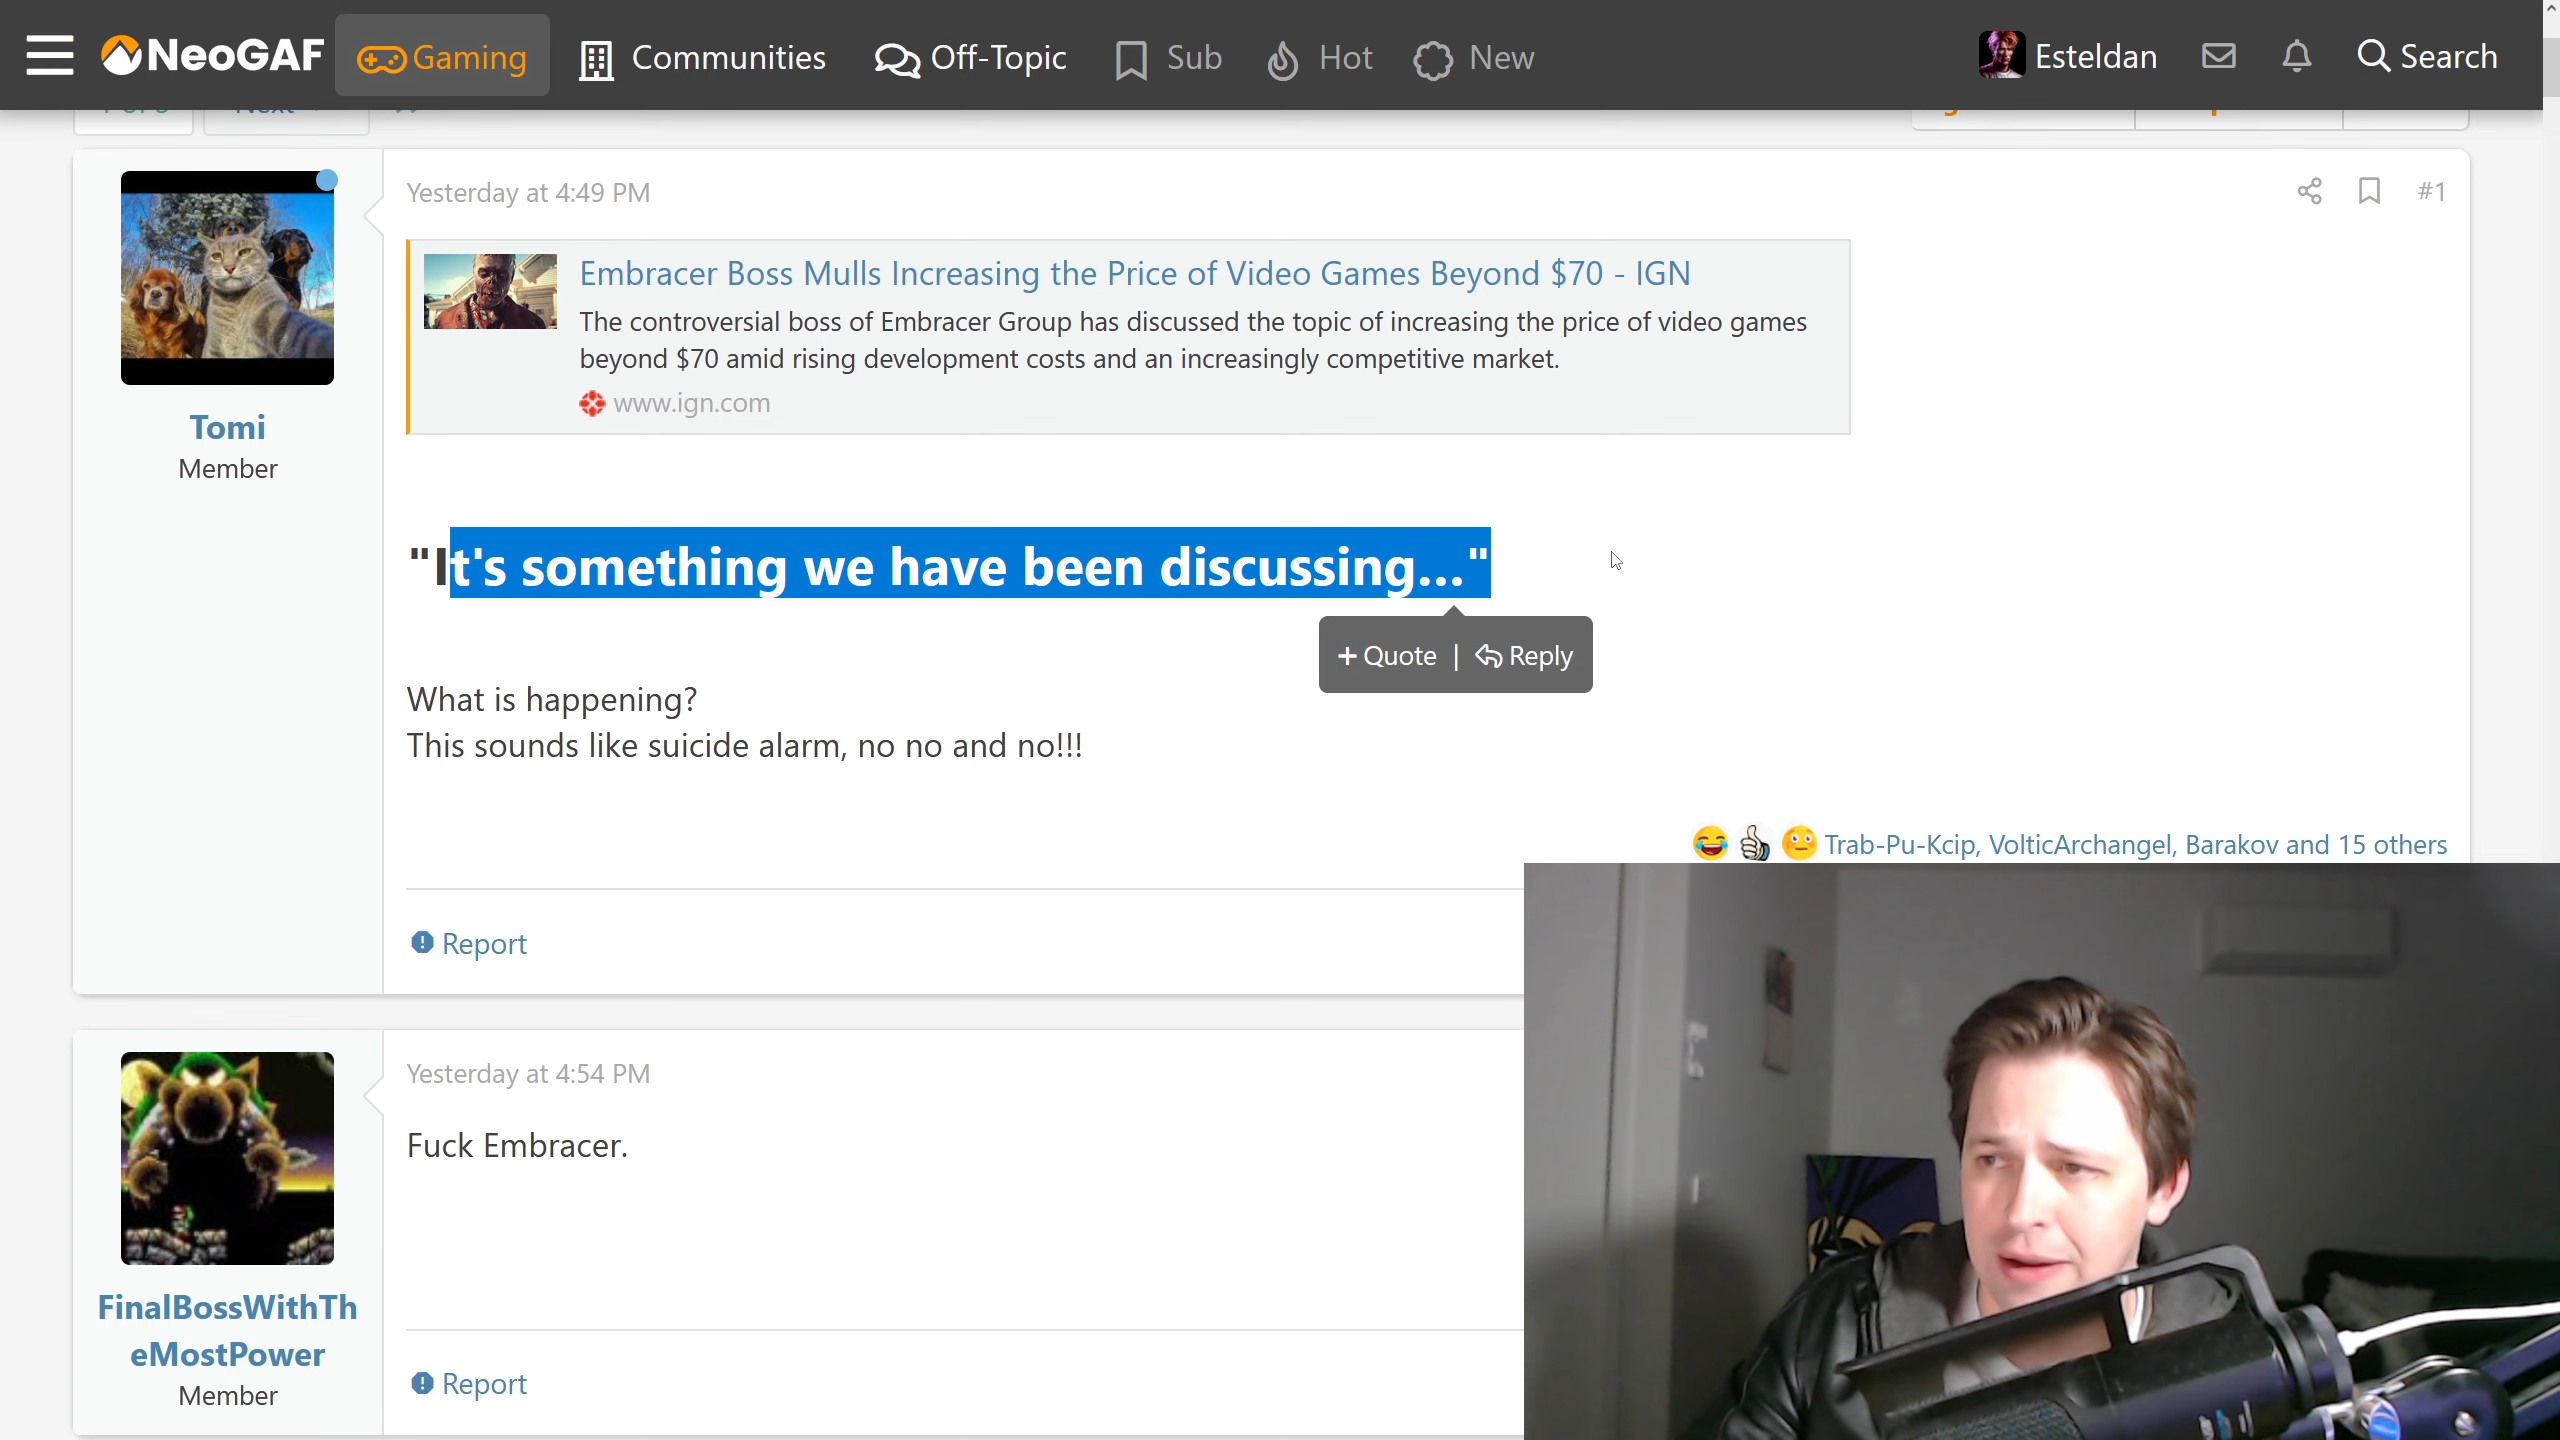 NeoGAF
Gaming
Communities
Off-Topic
Sub
Hot
New
Esteldan
Search
Yesterday at 4:49 PM
#1
Embracer Boss Mulls Increasing the Price of Video Games Beyond $70 - IGN
The controversial boss of Embracer Group has discussed the topic of increasing the price of video games
beyond $70 amid rising development costs and an increasingly competitive market.
www.ign.com
Tomi
Member
"It's something we have been discussing..."
+ Quote | Reply
What is happening?
This sounds like suicide alarm, no no and no!!!
Trab-Pu-Kcip, VolticArchangel, Barakov and 15 others
Report
Yesterday at 4:54 PM
Fuck Embracer.
FinalBossWithTh
eMostPower
Member
Report